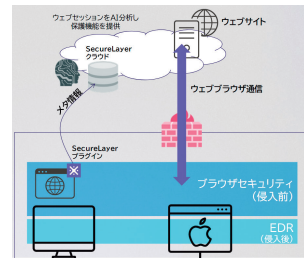 ウェブセッションをAI分析し
保護機能を提供
ウェブサイト
SecureLayer
クラウド
メタ情報
ウェブブラウザ通信
SecureLayer
プラグイン
ブラウザセキュリティ
(侵入前)
EDR
(侵入後)